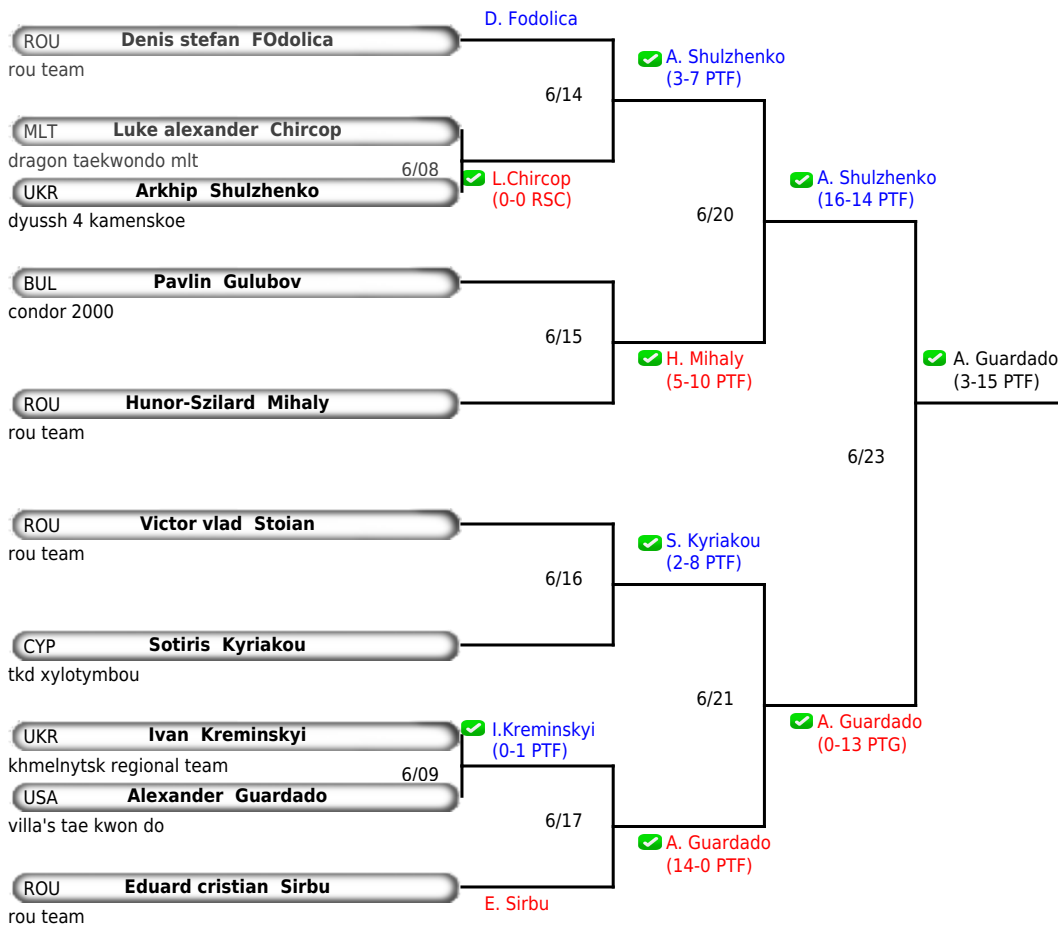 D. Fodolica
ROU Denis stefan FOdolica
rou team
A. Shulzhenko
(3-7 PTF)
6/14
MLT Luke alexander Chircop
dragon taekwondo mlt
6/08
UKR Arkhip Shulzhenko
dyussh 4 kamenskoe
L.Chircop
(0-0 RSC)
A. Shulzhenko
(16-14 PTF)
6/20
BUL Pavlin Gulubov
condor 2000
6/15
H. Mihaly
(5-10 PTF)
A. Guardado
(3-15 PTF)
ROU Hunor-Szilard Mihaly
rou team
6/23
ROU Victor vlad Stoian
rou team
S. Kyriakou
(2-8 PTF)
6/16
CYP Sotiris Kyriakou
tkd xylotymbou
6/21
A. Guardado
(0-13 PTG)
UKR Ivan Kreminskyi
khmelnytsk regional team
I.Kreminskyi
(0-1 PTF)
6/09
USA Alexander Guardado
villa's tae kwon do
6/17
A. Guardado
(14-0 PTF)
ROU Eduard cristian Sirbu
rou team
E. Sirbu